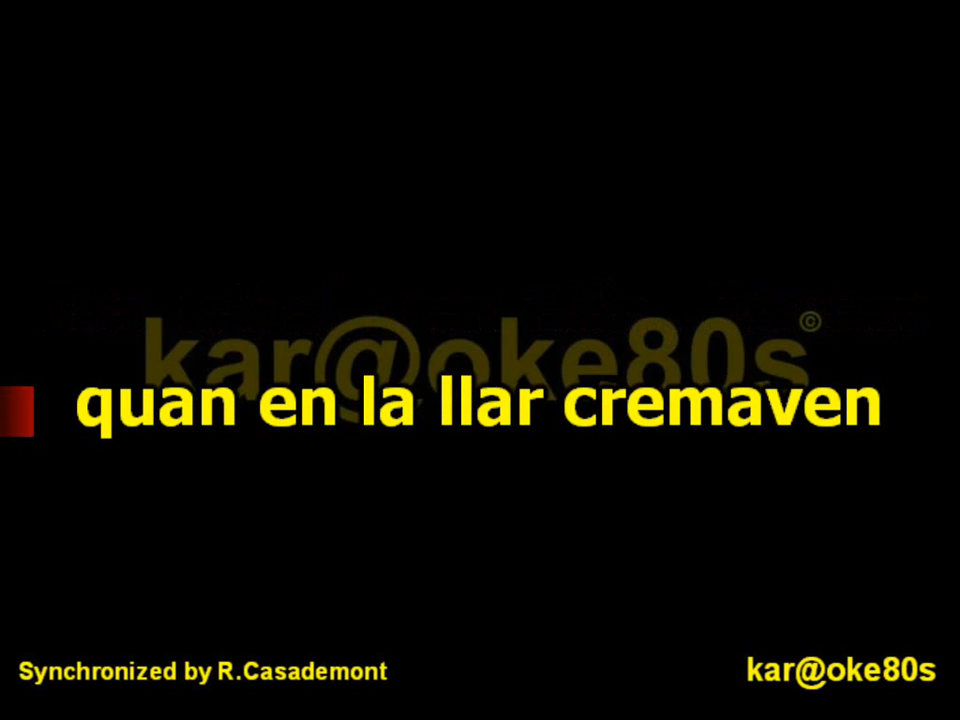 kar@oke80s©
quan en la llar cremaven
Synchronized by R.Casademont
kar@oke80s